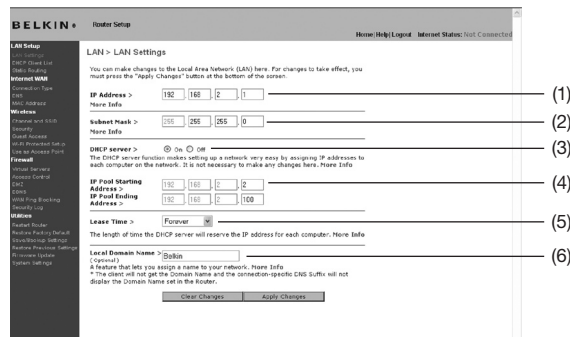 BELKIN
Router Setup
Home|Help|Logout Internet Status: Not Connected
LAN Setup
LAN Settings
DHCP Client List
Static Routing
Internet WAN
Connection Type
DNS
MAC Address
Wireless
Channel and SSID
Security
Guest Access
Wi-Fi Protected Setup
Use as Access Point
Firewall
Virtual Servers
Access Control
DMZ
DDNS
WAN Ping Blocking
Security Log
Utilities
Restart Router
Restore Factory Default
Save/Backup Settings
Restore Previous Settings
Firmware Update
System Settings
LAN > LAN Settings
You can make changes to the Local Area Network (LAN) here. For changes to take effect, you
must press the "Apply Changes" button at the bottom of the screen.
IP Address > 192 . 168 . 2 . 1 (1)
More Info
Subnet Mask > 255 . 255 . 255 . 0 (2)
More Info
DHCP server > On Off (3)
The DHCP server function makes setting up a network very easy by assigning IP addresses to
each computer on the network. It is not necessary to make any changes here. More Info
IP Pool Starting
Address > 192 . 168 . 2 . 2 (4)
IP Pool Ending
Address > 192 . 168 . 2 . 100
Lease Time > Forever (5)
The length of time the DHCP server will reserve the IP address for each computer. More Info
Local Domain Name > Belkin (6)
(Optional)
A feature that lets you assign a name to your network. More Info
* The client will not get the Domain Name and the connection-specific DNS Suffix will not
display the Domain Name set in the Router.
Clear Changes Apply Changes